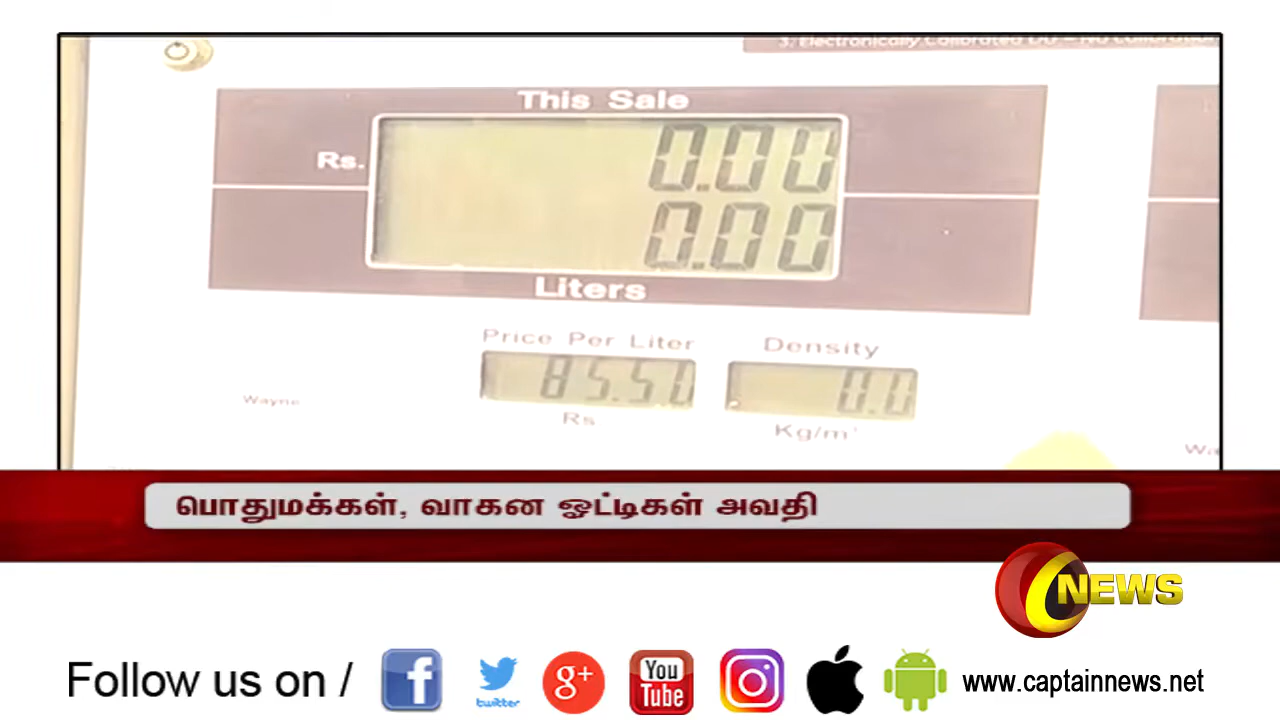 This Sale
Rs.
0.00
0.00
Liters
Price Per Liter
Density
85.50
0.0
Wayne
Rs
Kg/m³
பொதுமக்கள், வாகன ஓட்டிகள் அவதி
NEWS
Follow us on /
f
twitter
g+
You
Tube
www.captainnews.net